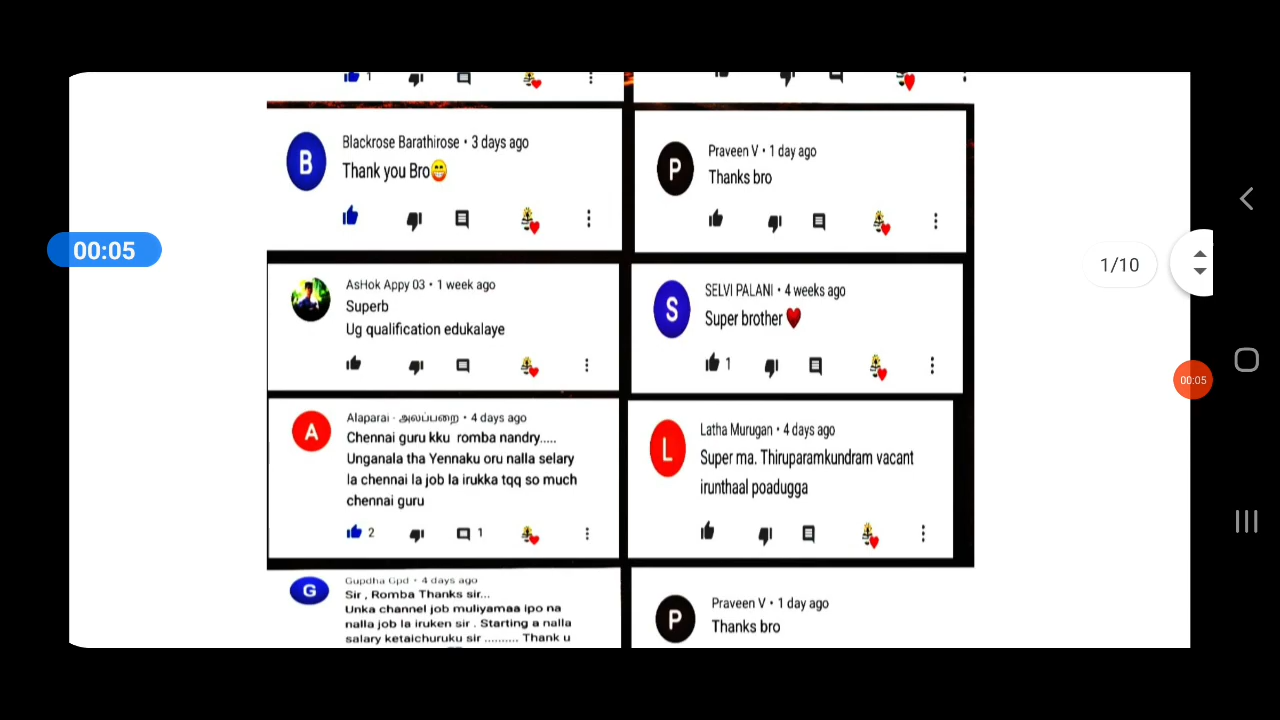 1
B
Blackrose Barathirose • 3 days ago
Thank you Bro😁
P
Praveen V • 1 day ago
Thanks bro
00:05
1/10
AsHok Appy 03 • 1 week ago
Superb
Ug qualification edukalaye
S
SELVI PALANI • 4 weeks ago
Super brother ♥
1
00:05
A
Alaparai - அலப்பறை • 4 days ago
Chennai guru kku romba nandry.....
Unganala tha Yennaku oru nalla selary
la chennai la job la irukka tqq so much
chennai guru
2
1
L
Latha Murugan • 4 days ago
Super ma. Thiruparamkundram vacant
irunthaal poadugga
G
Gupdha Gpd • 4 days ago
Sir , Romba Thanks sir...
Unka channel job muliyamaa ipo na
nalla job la iruken sir . Starting a nalla
salary ketaichuruku sir .......... Thank u
P
Praveen V • 1 day ago
Thanks bro